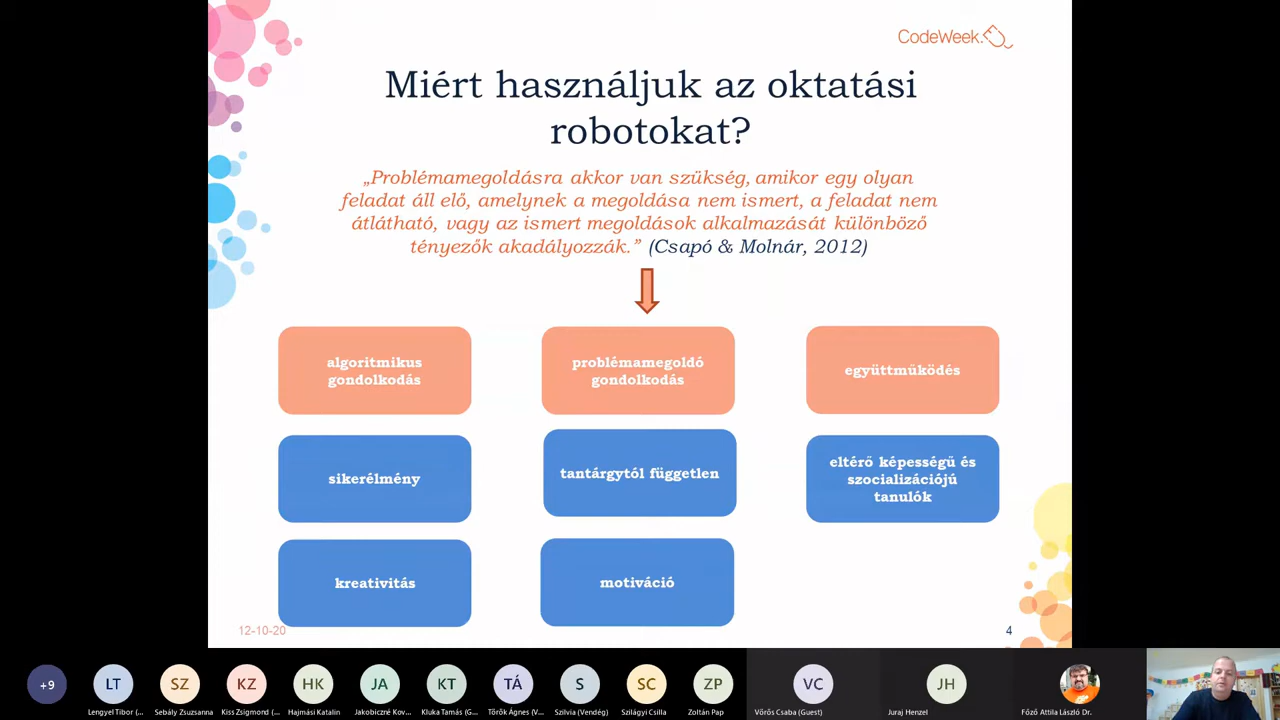 CodeWeek.
Miért használjuk az oktatási
robotokat?
„Problémamegoldásra akkor van szükség, amikor egy olyan
feladat áll elő, amelynek a megoldása nem ismert, a feladat nem
átlátható, vagy az ismert megoldások alkalmazását különböző
tényezők akadályozzák.” (Csapó & Molnár, 2012)
algoritmikus
gondolkodás
problémamegoldó
gondolkodás
együttműködés
sikerélmény
tantárgytól független
eltérő képességű és
szocializációjú
tanulók
kreativitás
motiváció
12-10-20
4
+9
LT
SZ
KZ
HK
JA
KT
TÁ
S
SC
ZP
VC
JH
Lengyel Tibor (...
Sebály Zsuzsanna
Kiss Zsigmond (...
Hajmási Katalin
Jakobiczné Kov...
Kluka Tamás (G...
Török Ágnes (V...
Szilvia (Vendég)
Szilágyi Csilla
Zoltán Pap
Vörös Csaba (Guest)
Juraj Henzel
Főző Attila László Dr.